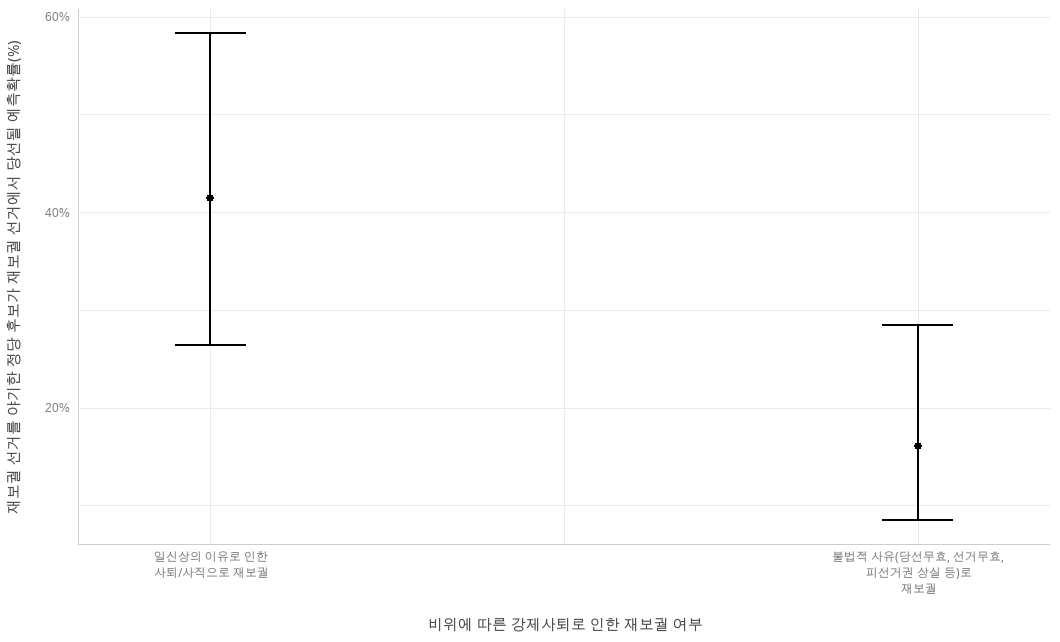 재보궐 선거를 야기한 정당 후보가 재보궐 선거에서 당선될 예측확률(%)
60%
40%
20%
일신상의 이유로 인한
사퇴/사직으로 재보궐
불법적 사유(당선무효, 선거무효,
피선거권 상실 등)로
재보궐
비위에 따른 강제사퇴로 인한 재보궐 여부